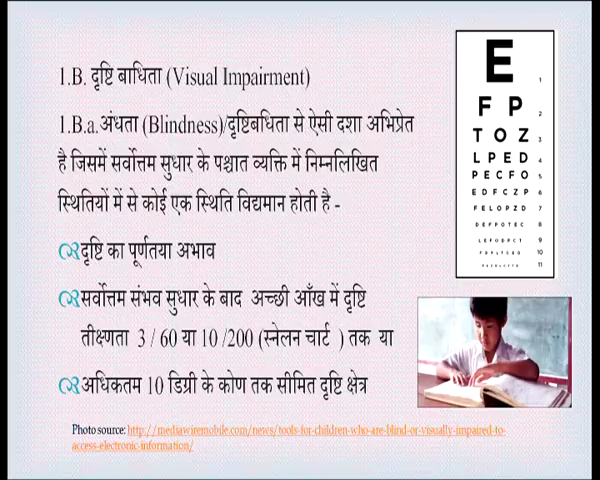 1.B. दृष्टि बाधिता (Visual Impairment)
1.B.a.अंधता (Blindness)/दृष्टिबधिता से ऐसी दशा अभिप्रेत
है जिसमें सर्वोत्तम सुधार के पश्चात व्यक्ति में निम्नलिखित
स्थितियों में से कोई एक स्थिति विद्यमान होती है -
दृष्टि का पूर्णतया अभाव
सर्वोत्तम संभव सुधार के बाद अच्छी आँख में दृष्टि
तीक्ष्णता 3 / 60 या 10 /200 (स्नेलन चार्ट ) तक या
अधिकतम 10 डिग्री के कोण तक सीमित दृष्टि क्षेत्र
Photo source: http://mediawiremobile.com/news/tools-for-children-who-are-blind-or-visually-impaired-to-
access-electronic-information/
E 1
F P 2
T O Z 3
L P E D 4
P E C F D 5
E D F C Z P 6
F E L O P Z D 7
D E F P O T E C 8
L E F O D P C T 9
10
11